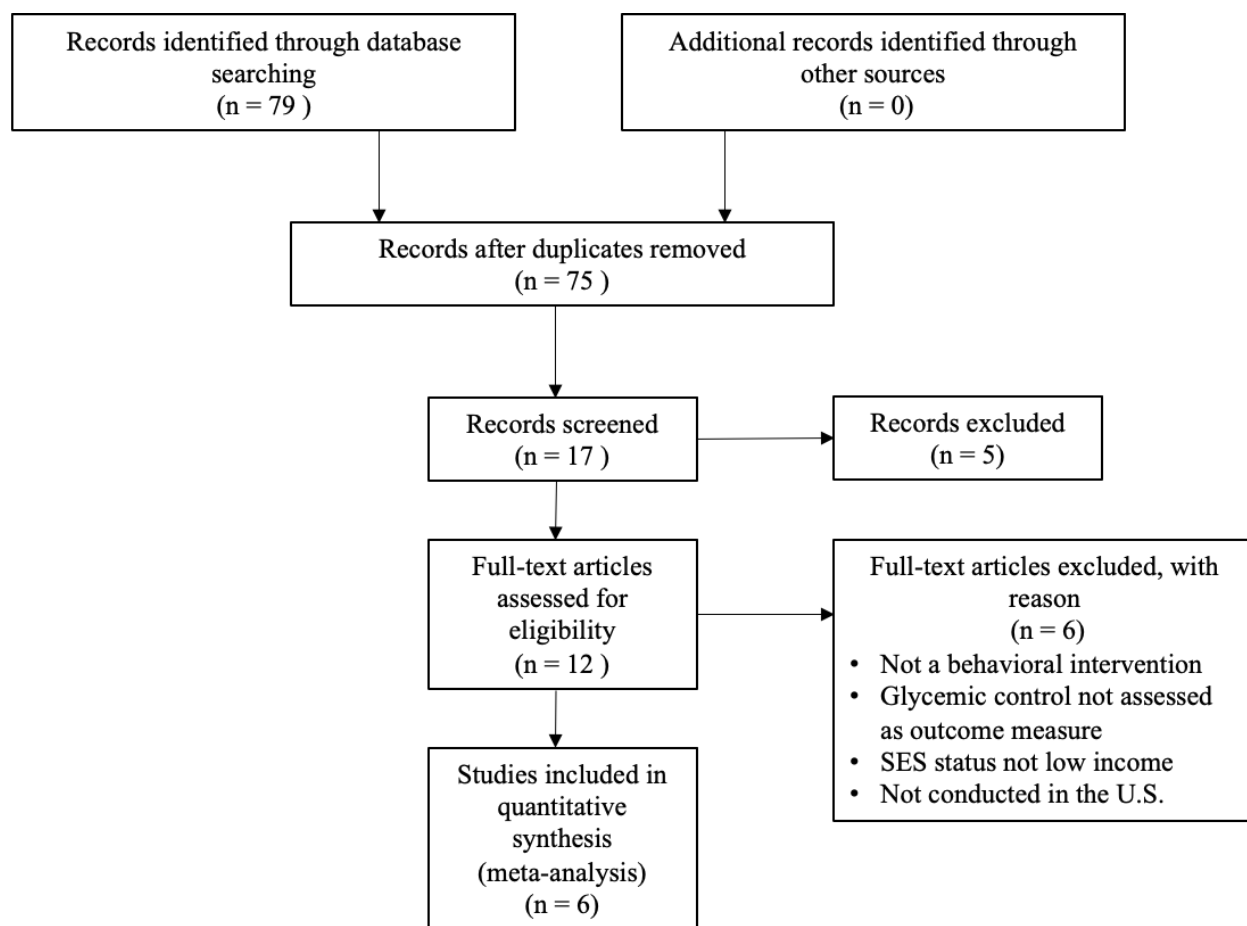 Records identified through database
searching
(n = 79 )
Additional records identified through
other sources
(n = 0)
Records after duplicates removed
(n = 75 )
Records screened
(n = 17 )
Records excluded
(n = 5)
Full-text articles
assessed for
eligibility
(n = 12 )
Full-text articles excluded, with
reason
(n = 6)
• Not a behavioral intervention
• Glycemic control not assessed
as outcome measure
• SES status not low income
• Not conducted in the U.S.
Studies included in
quantitative
synthesis
(meta-analysis)
(n = 6)